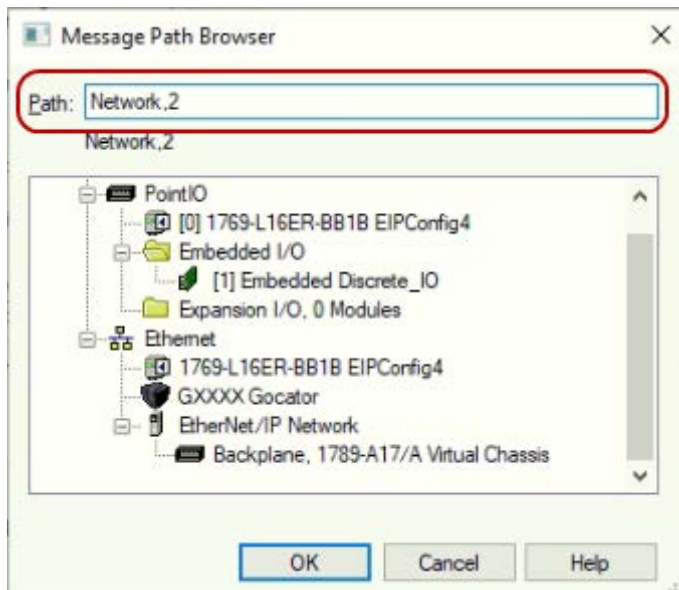 Message Path Browser
Path: Network,2
Network,2
PointIO
[0] 1769-L16ER-BB1B EIPConfig4
Embedded I/O
[1] Embedded Discrete_IO
Expansion I/O, 0 Modules
Ethernet
1769-L16ER-BB1B EIPConfig4
GXXXX Gocator
EtherNet/IP Network
Backplane, 1789-A17/A Virtual Chassis
OK Cancel Help